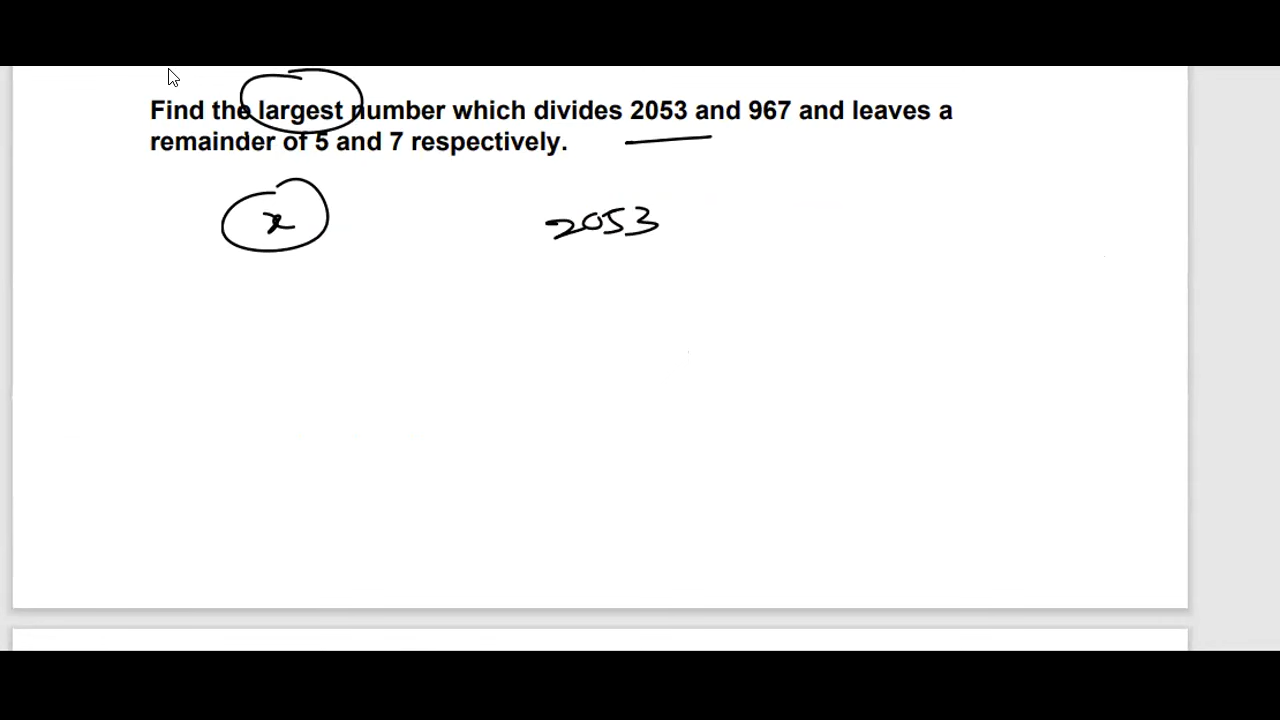 Find the largest number which divides 2053 and 967 and leaves a
remainder of 5 and 7 respectively.
x 2053